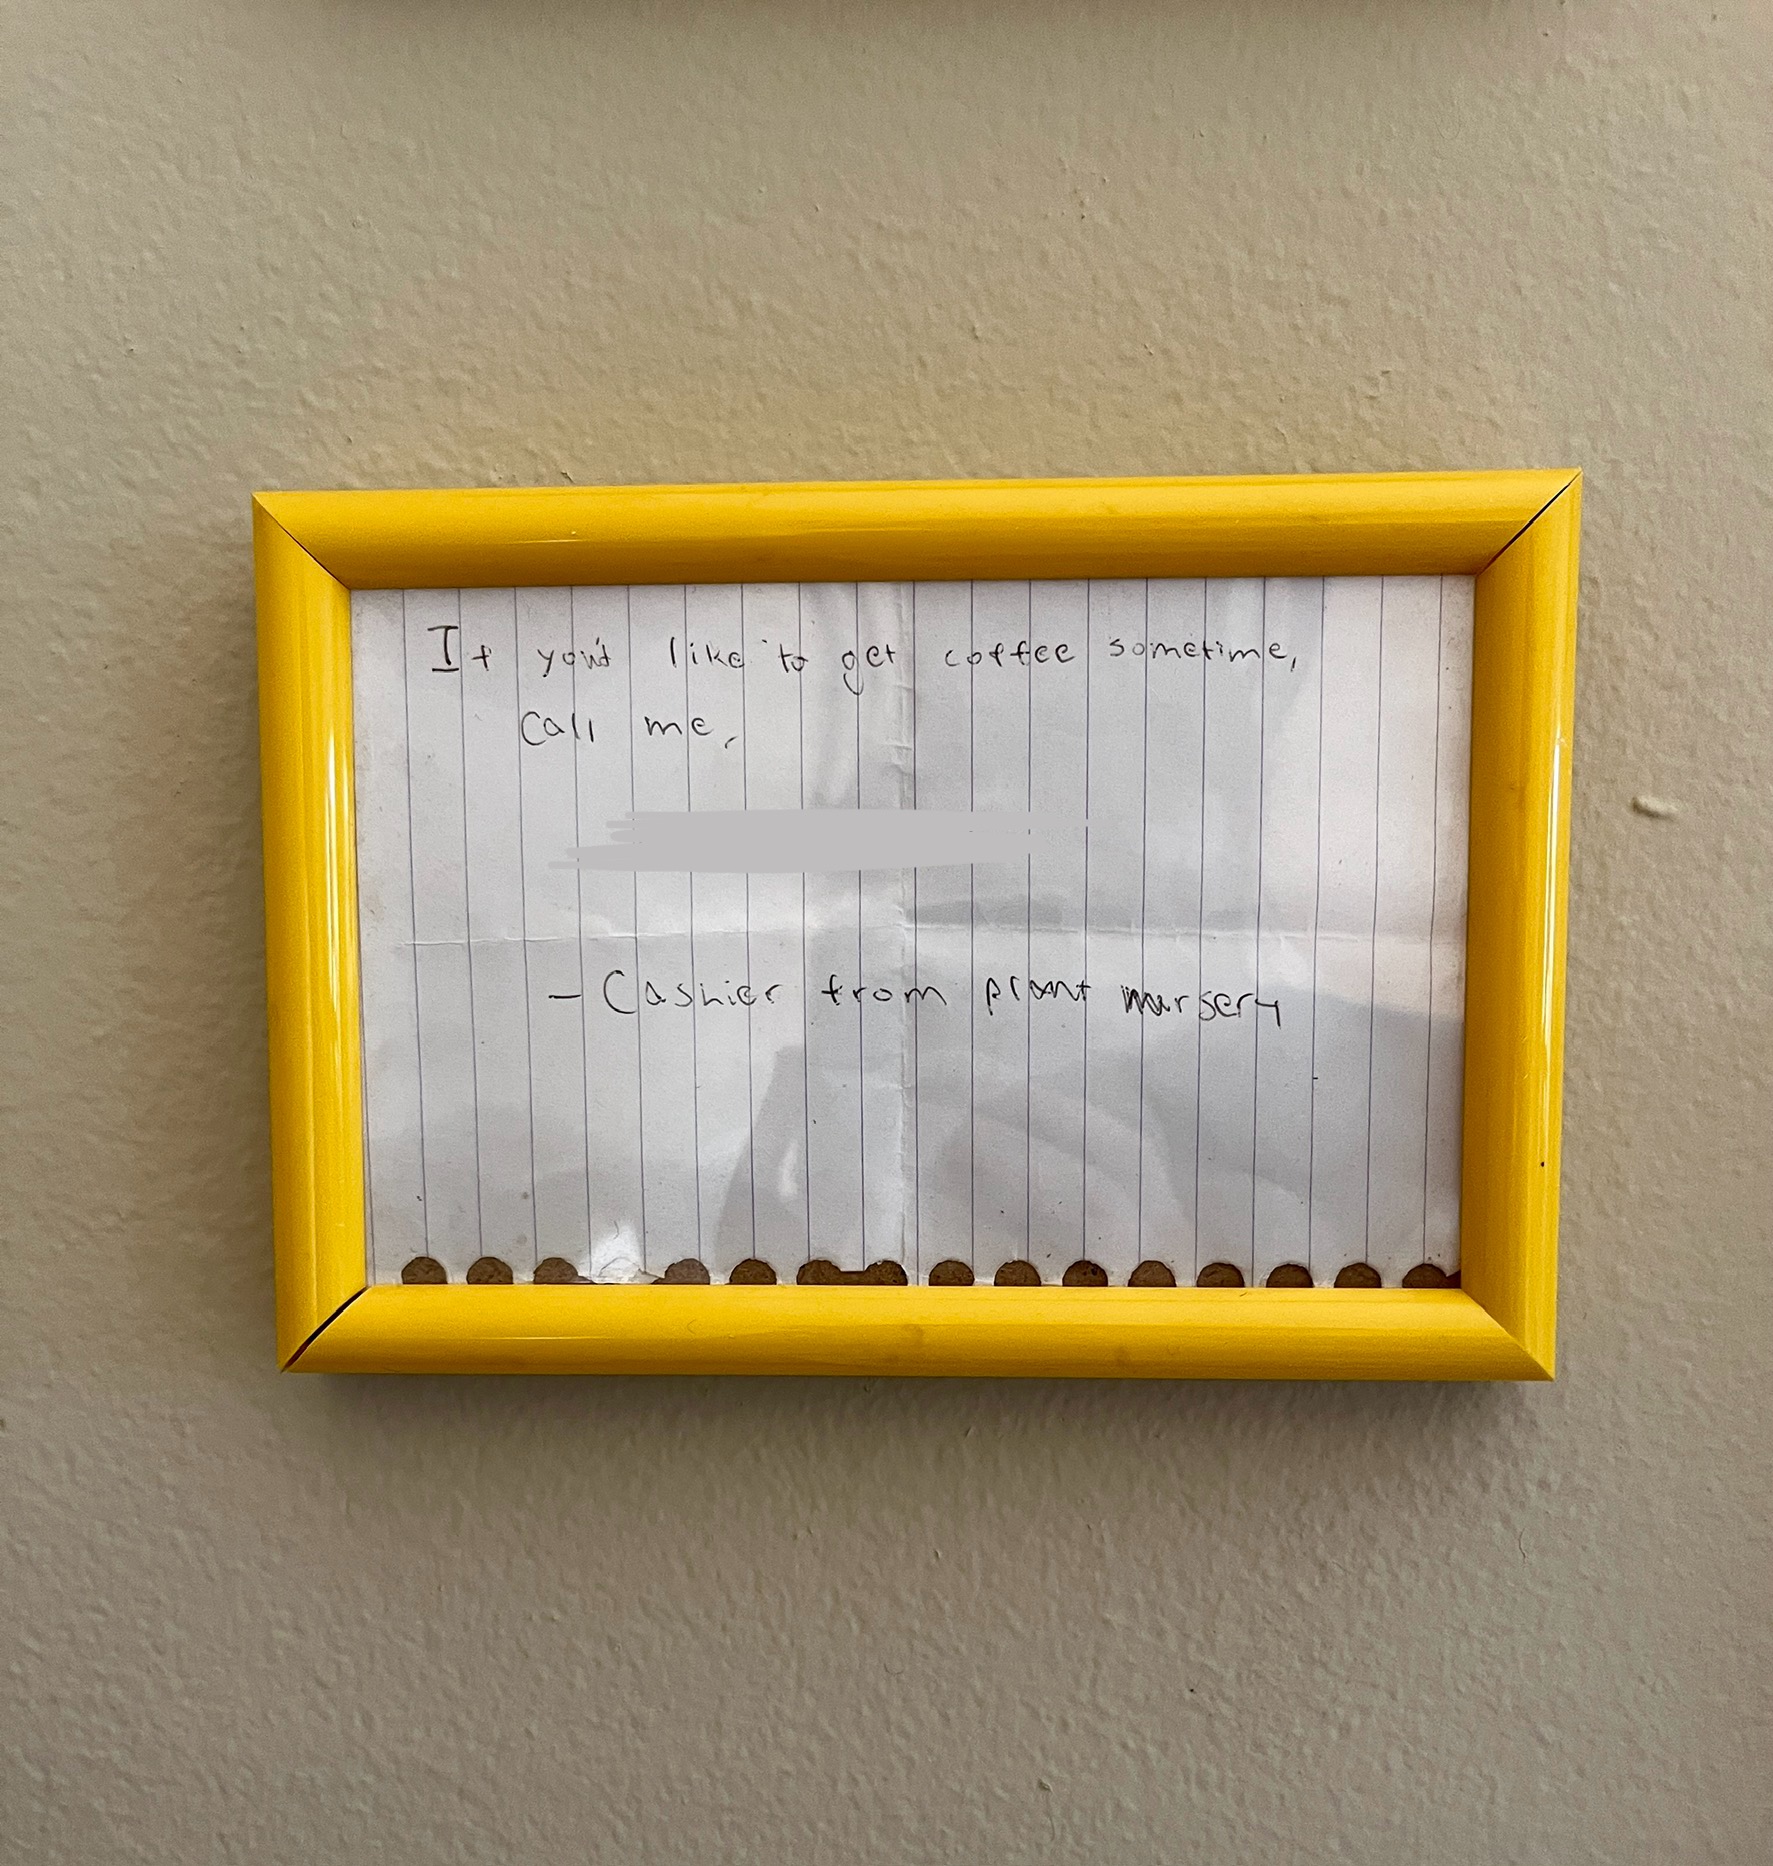 If you'd like to get coffee sometime,
Call me,
- Cashier from plant nursery